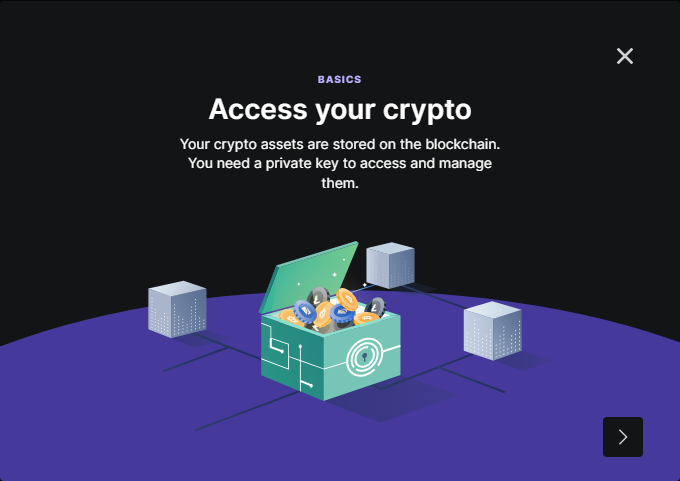 BASICS
Access your crypto
Your crypto assets are stored on the blockchain.
You need a private key to access and manage
them.